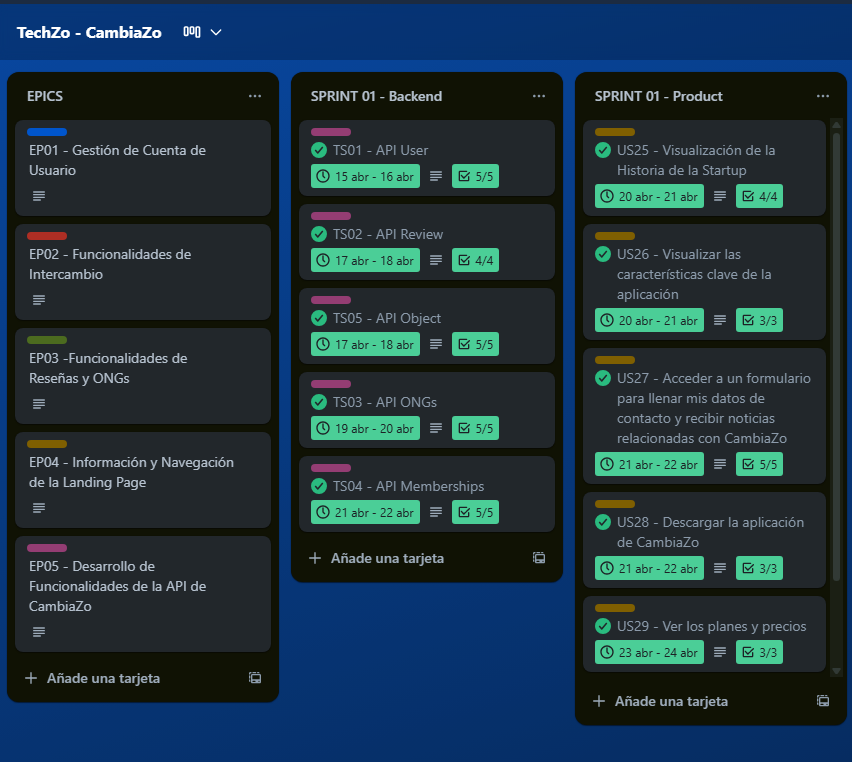 TechZo - CambiaZo
EPICS
EP01 - Gestión de Cuenta de
Usuario
EP02 - Funcionalidades de
Intercambio
EP03 -Funcionalidades de
Reseñas y ONGs
EP04 - Información y Navegación
de la Landing Page
EP05 - Desarrollo de
Funcionalidades de la API de
CambiaZo
Añade una tarjeta
SPRINT 01 - Backend
TS01 - API User
15 abr - 16 abr 5/5
TS02 - API Review
17 abr - 18 abr 4/4
TS05 - API Object
17 abr - 18 abr 5/5
TS03 - API ONGs
19 abr - 20 abr 5/5
TS04 - API Memberships
21 abr - 22 abr 5/5
Añade una tarjeta
SPRINT 01 - Product
US25 - Visualización de la
Historia de la Startup
20 abr - 21 abr 4/4
US26 - Visualizar las
características clave de la
aplicación
20 abr - 21 abr 3/3
US27 - Acceder a un formulario
para llenar mis datos de
contacto y recibir noticias
relacionadas con CambiaZo
21 abr - 22 abr 5/5
US28 - Descargar la aplicación
de CambiaZo
21 abr - 22 abr 3/3
US29 - Ver los planes y precios
23 abr - 24 abr 3/3
Añade una tarjeta